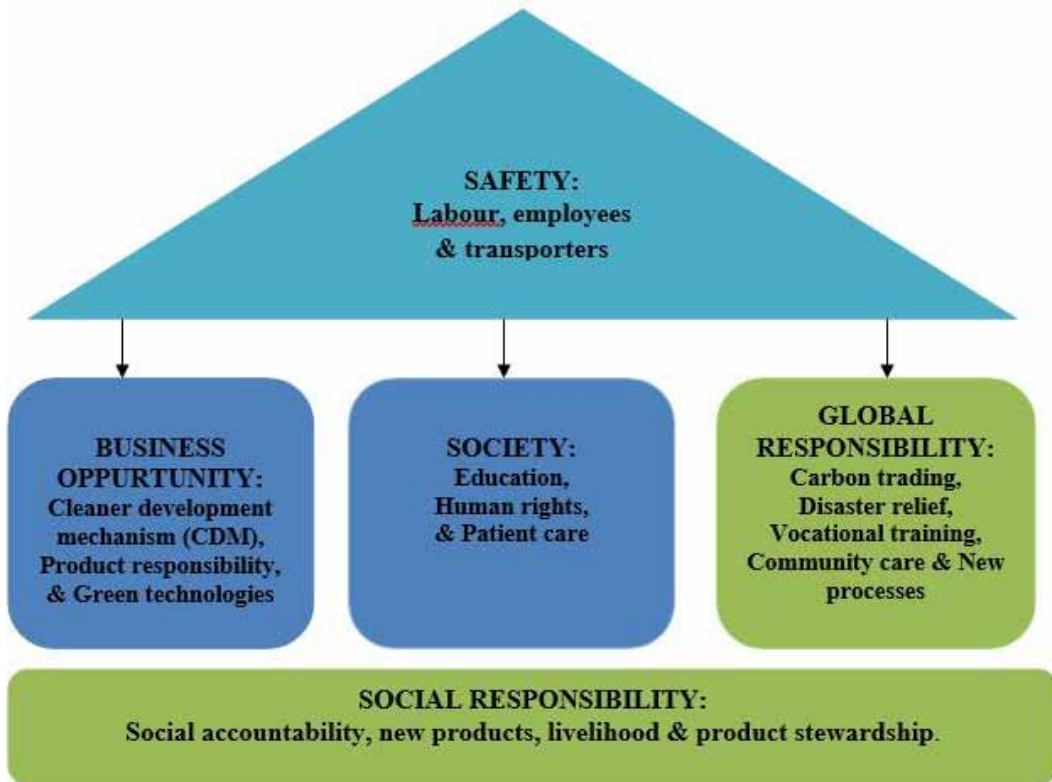 SAFETY:
Labour, employees
& transporters
BUSINESS
OPPURTUNITY:
Cleaner development
mechanism (CDM),
Product responsibility,
& Green technologies
SOCIETY:
Education,
Human rights,
& Patient care
GLOBAL
RESPONSIBILITY:
Carbon trading,
Disaster relief,
Vocational training,
Community care & New
processes
SOCIAL RESPONSIBILITY:
Social accountability, new products, livelihood & product stewardship.